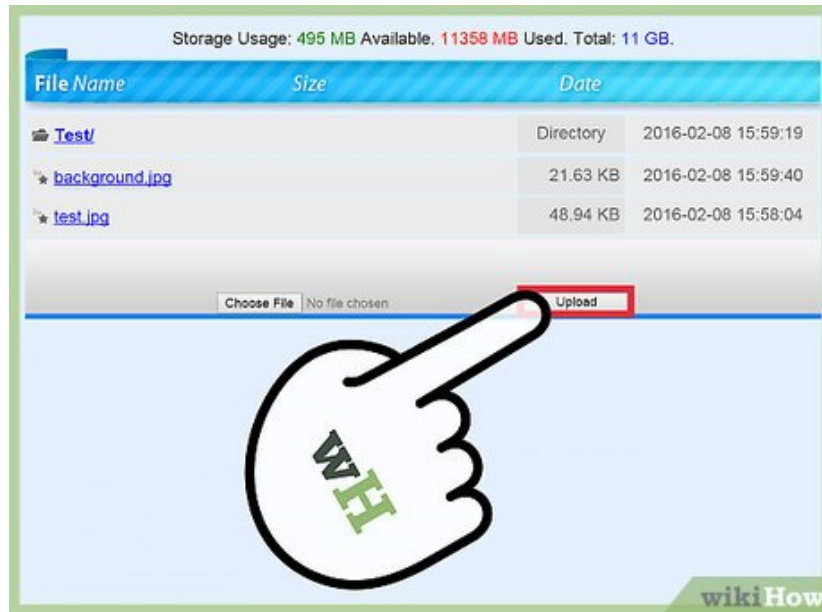 Storage Usage: 495 MB Available. 11358 MB Used. Total: 11 GB.
File Name Size Date
Test/ Directory 2016-02-08 15:59:19
background.jpg 21.63 KB 2016-02-08 15:59:40
test.jpg 48.94 KB 2016-02-08 15:58:04
Choose File No file chosen Upload
wH
wikiHow